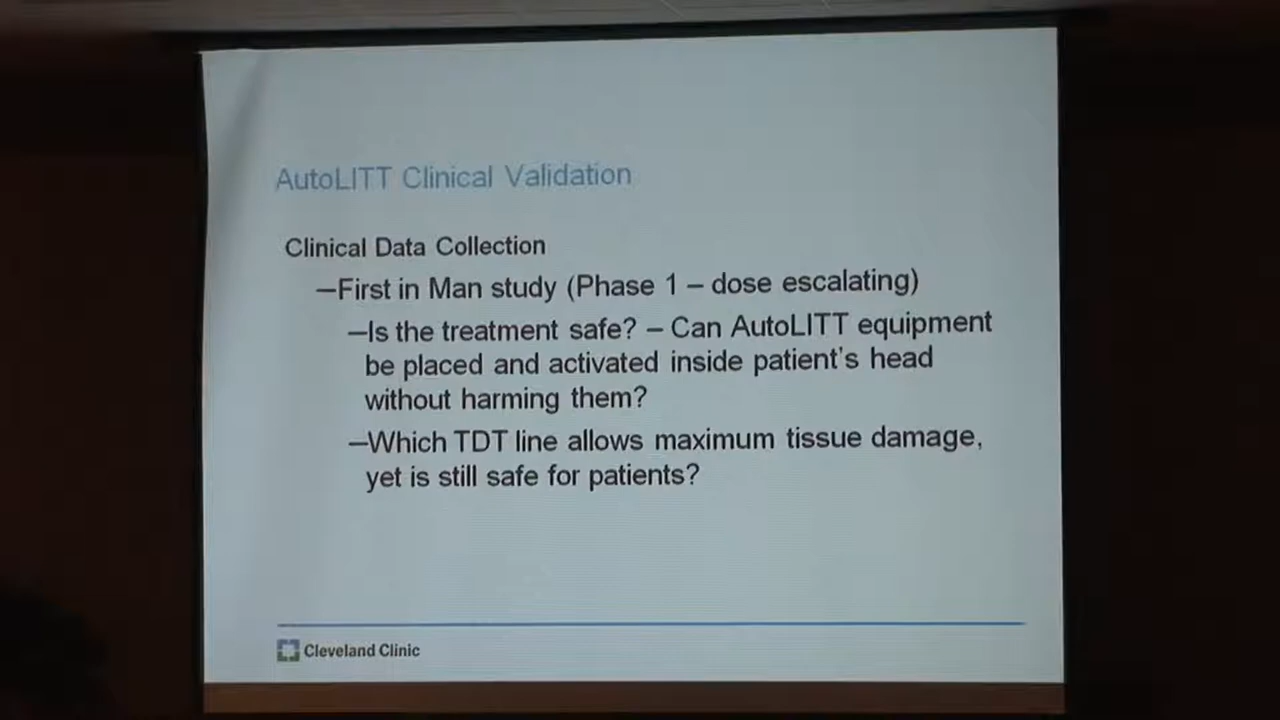 AutoLITT Clinical Validation
Clinical Data Collection
–First in Man study (Phase 1 – dose escalating)
–Is the treatment safe? – Can AutoLITT equipment
be placed and activated inside patient's head
without harming them?
–Which TDT line allows maximum tissue damage,
yet is still safe for patients?
Cleveland Clinic